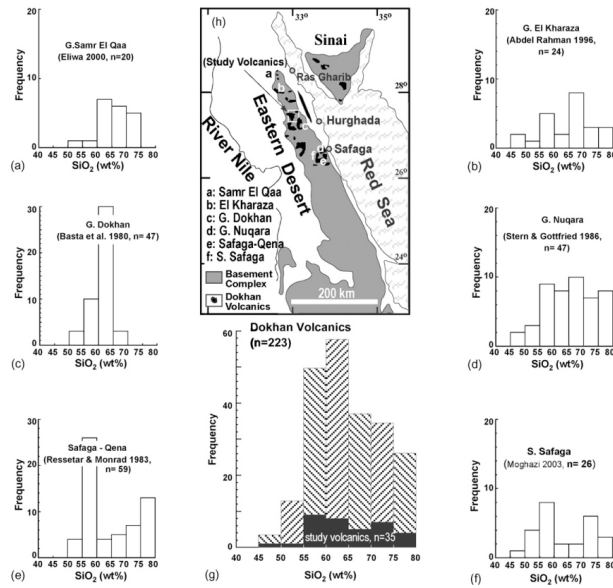 G.Samr El Qaa
(Eliwa 2000, n=20)
20
10
0
Frequency
40 45 50 55 60 65 70 75 80
SiO2 (wt%)
(a)
(h)
33°
35°
Sinai
(Study Volcanics)
a
b
Ras Gharib
28°
Hurghada
Safaga
e
26°
24°
River Nile
Eastern Desert
Red Sea
a: Samr El Qaa
b: El Kharaza
c: G. Dokhan
d: G. Nuqara
e: Safaga-Qena
f: S. Safaga
Basement
Complex
Dokhan
Volcanics
200 km
G. El Kharaza
(Abdel Rahman 1996,
n= 24)
20
10
0
Frequency
40 45 50 55 60 65 70 75 80
SiO2 (wt%)
(b)
G. Dokhan
(Basta et al. 1980, n= 47)
30
20
10
0
Frequency
40 45 50 55 60 65 70 75 80
SiO2 (wt%)
(c)
G. Nuqara
(Stern & Gottfried 1986,
n= 47)
20
10
0
Frequency
40 45 50 55 60 65 70 75 80
SiO2 (wt%)
(d)
Safaga - Qena
(Ressetar & Monrad 1983,
n= 59)
30
20
10
0
Frequency
40 45 50 55 60 65 70 75 80
SiO2 (wt%)
(e)
Dokhan Volcanics
(n=223)
60
40
20
0
Frequency
study volcanics, n=35
40 45 50 55 60 65 70 75 80
SiO2 (wt%)
(g)
S. Safaga
(Moghazi 2003, n= 26)
20
10
0
Frequency
40 45 50 55 60 65 70 75 80
SiO2 (wt%)
(f)